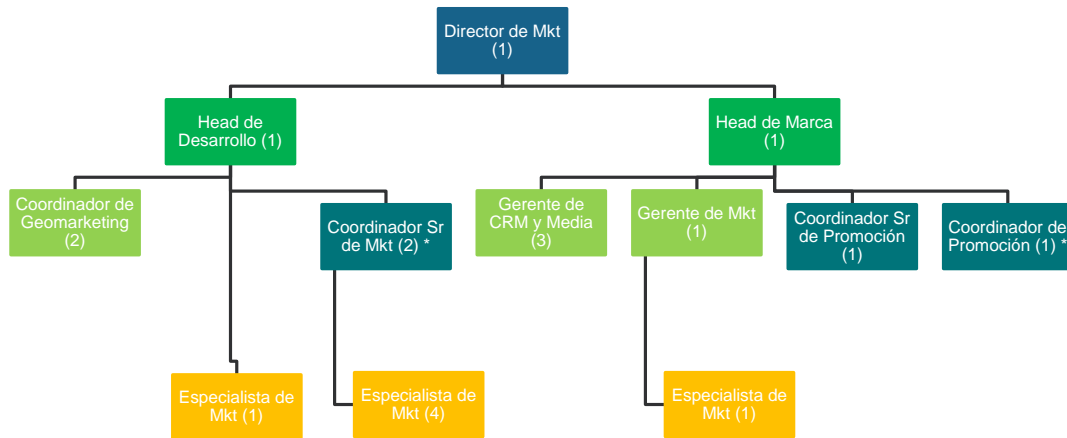 Director de Mkt
(1)
Head de
Desarrollo (1)
Head de Marca
(1)
Coordinador de
Geomarketing
(2)
Coordinador Sr
de Mkt (2) *
Gerente de
CRM y Media
(3)
Gerente de Mkt
(1)
Coordinador Sr
de Promoción
(1)
Coordinador de
Promoción (1) *
Especialista de
Mkt (1)
Especialista de
Mkt (4)
Especialista de
Mkt (1)